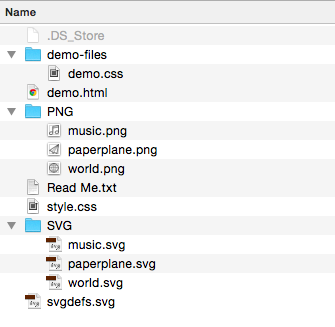 Name
.DS_Store
demo-files
demo.css
demo.html
PNG
music.png
paperplane.png
world.png
Read Me.txt
style.css
SVG
music.svg
paperplane.svg
world.svg
svgdefs.svg